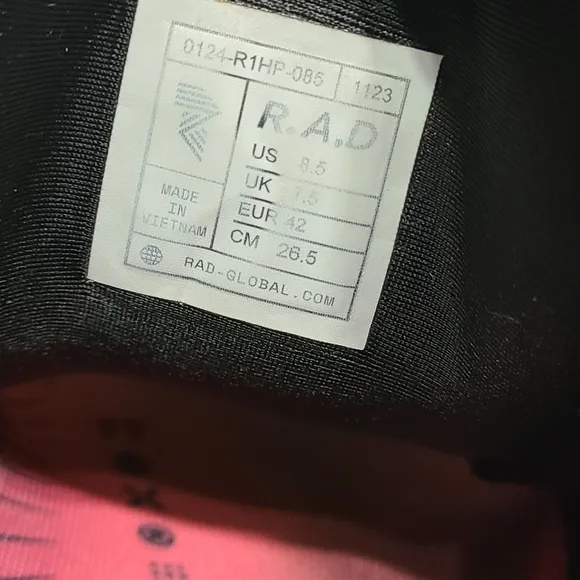 0124-R1HP-085 1123
R.A.D
US 8.5
UK 7.5
EUR 42
CM 26.5
MADE
IN
VIETNAM
RAD-GLOBAL.COM